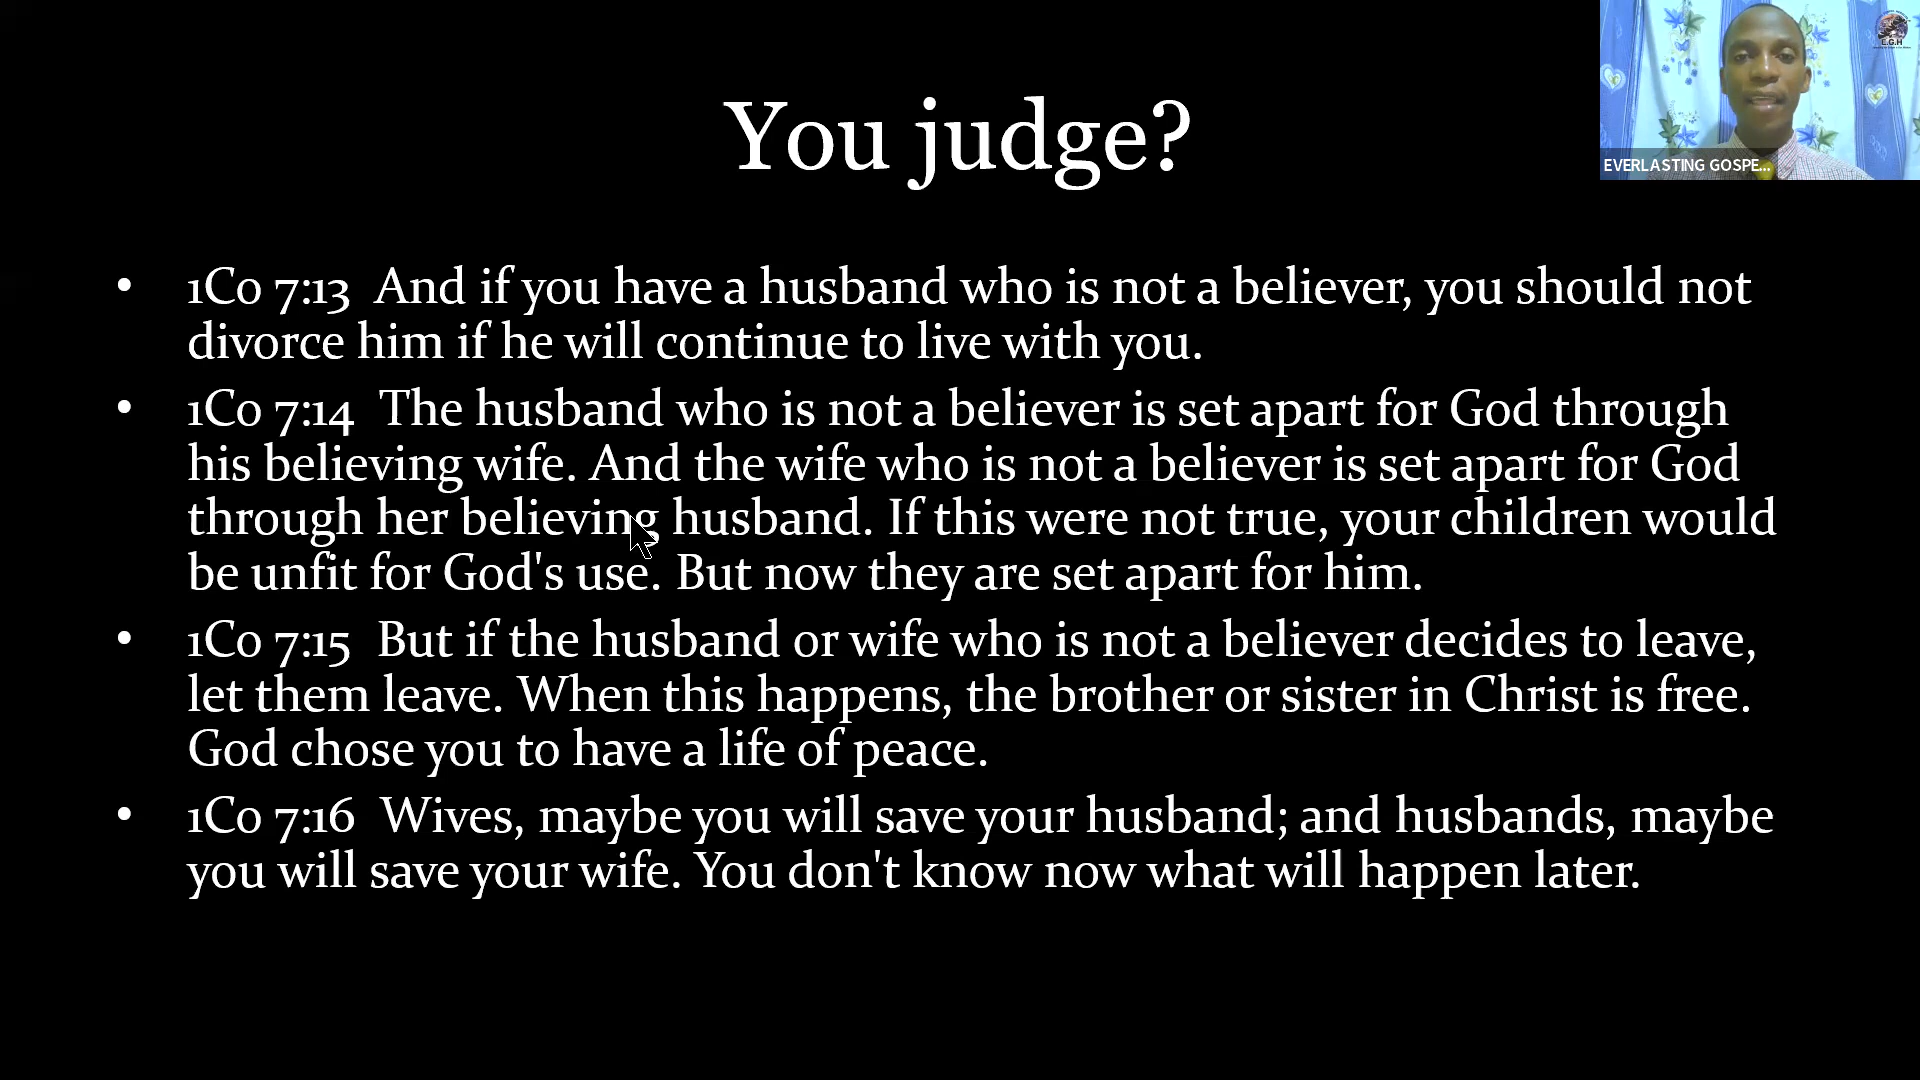 You judge?
EVERLASTING GOSPE...
E.G.H
• 1Co 7:13 And if you have a husband who is not a believer, you should not
divorce him if he will continue to live with you.
• 1Co 7:14 The husband who is not a believer is set apart for God through
his believing wife. And the wife who is not a believer is set apart for God
through her believing husband. If this were not true, your children would
be unfit for God's use. But now they are set apart for him.
• 1Co 7:15 But if the husband or wife who is not a believer decides to leave,
let them leave. When this happens, the brother or sister in Christ is free.
God chose you to have a life of peace.
• 1Co 7:16 Wives, maybe you will save your husband; and husbands, maybe
you will save your wife. You don't know now what will happen later.